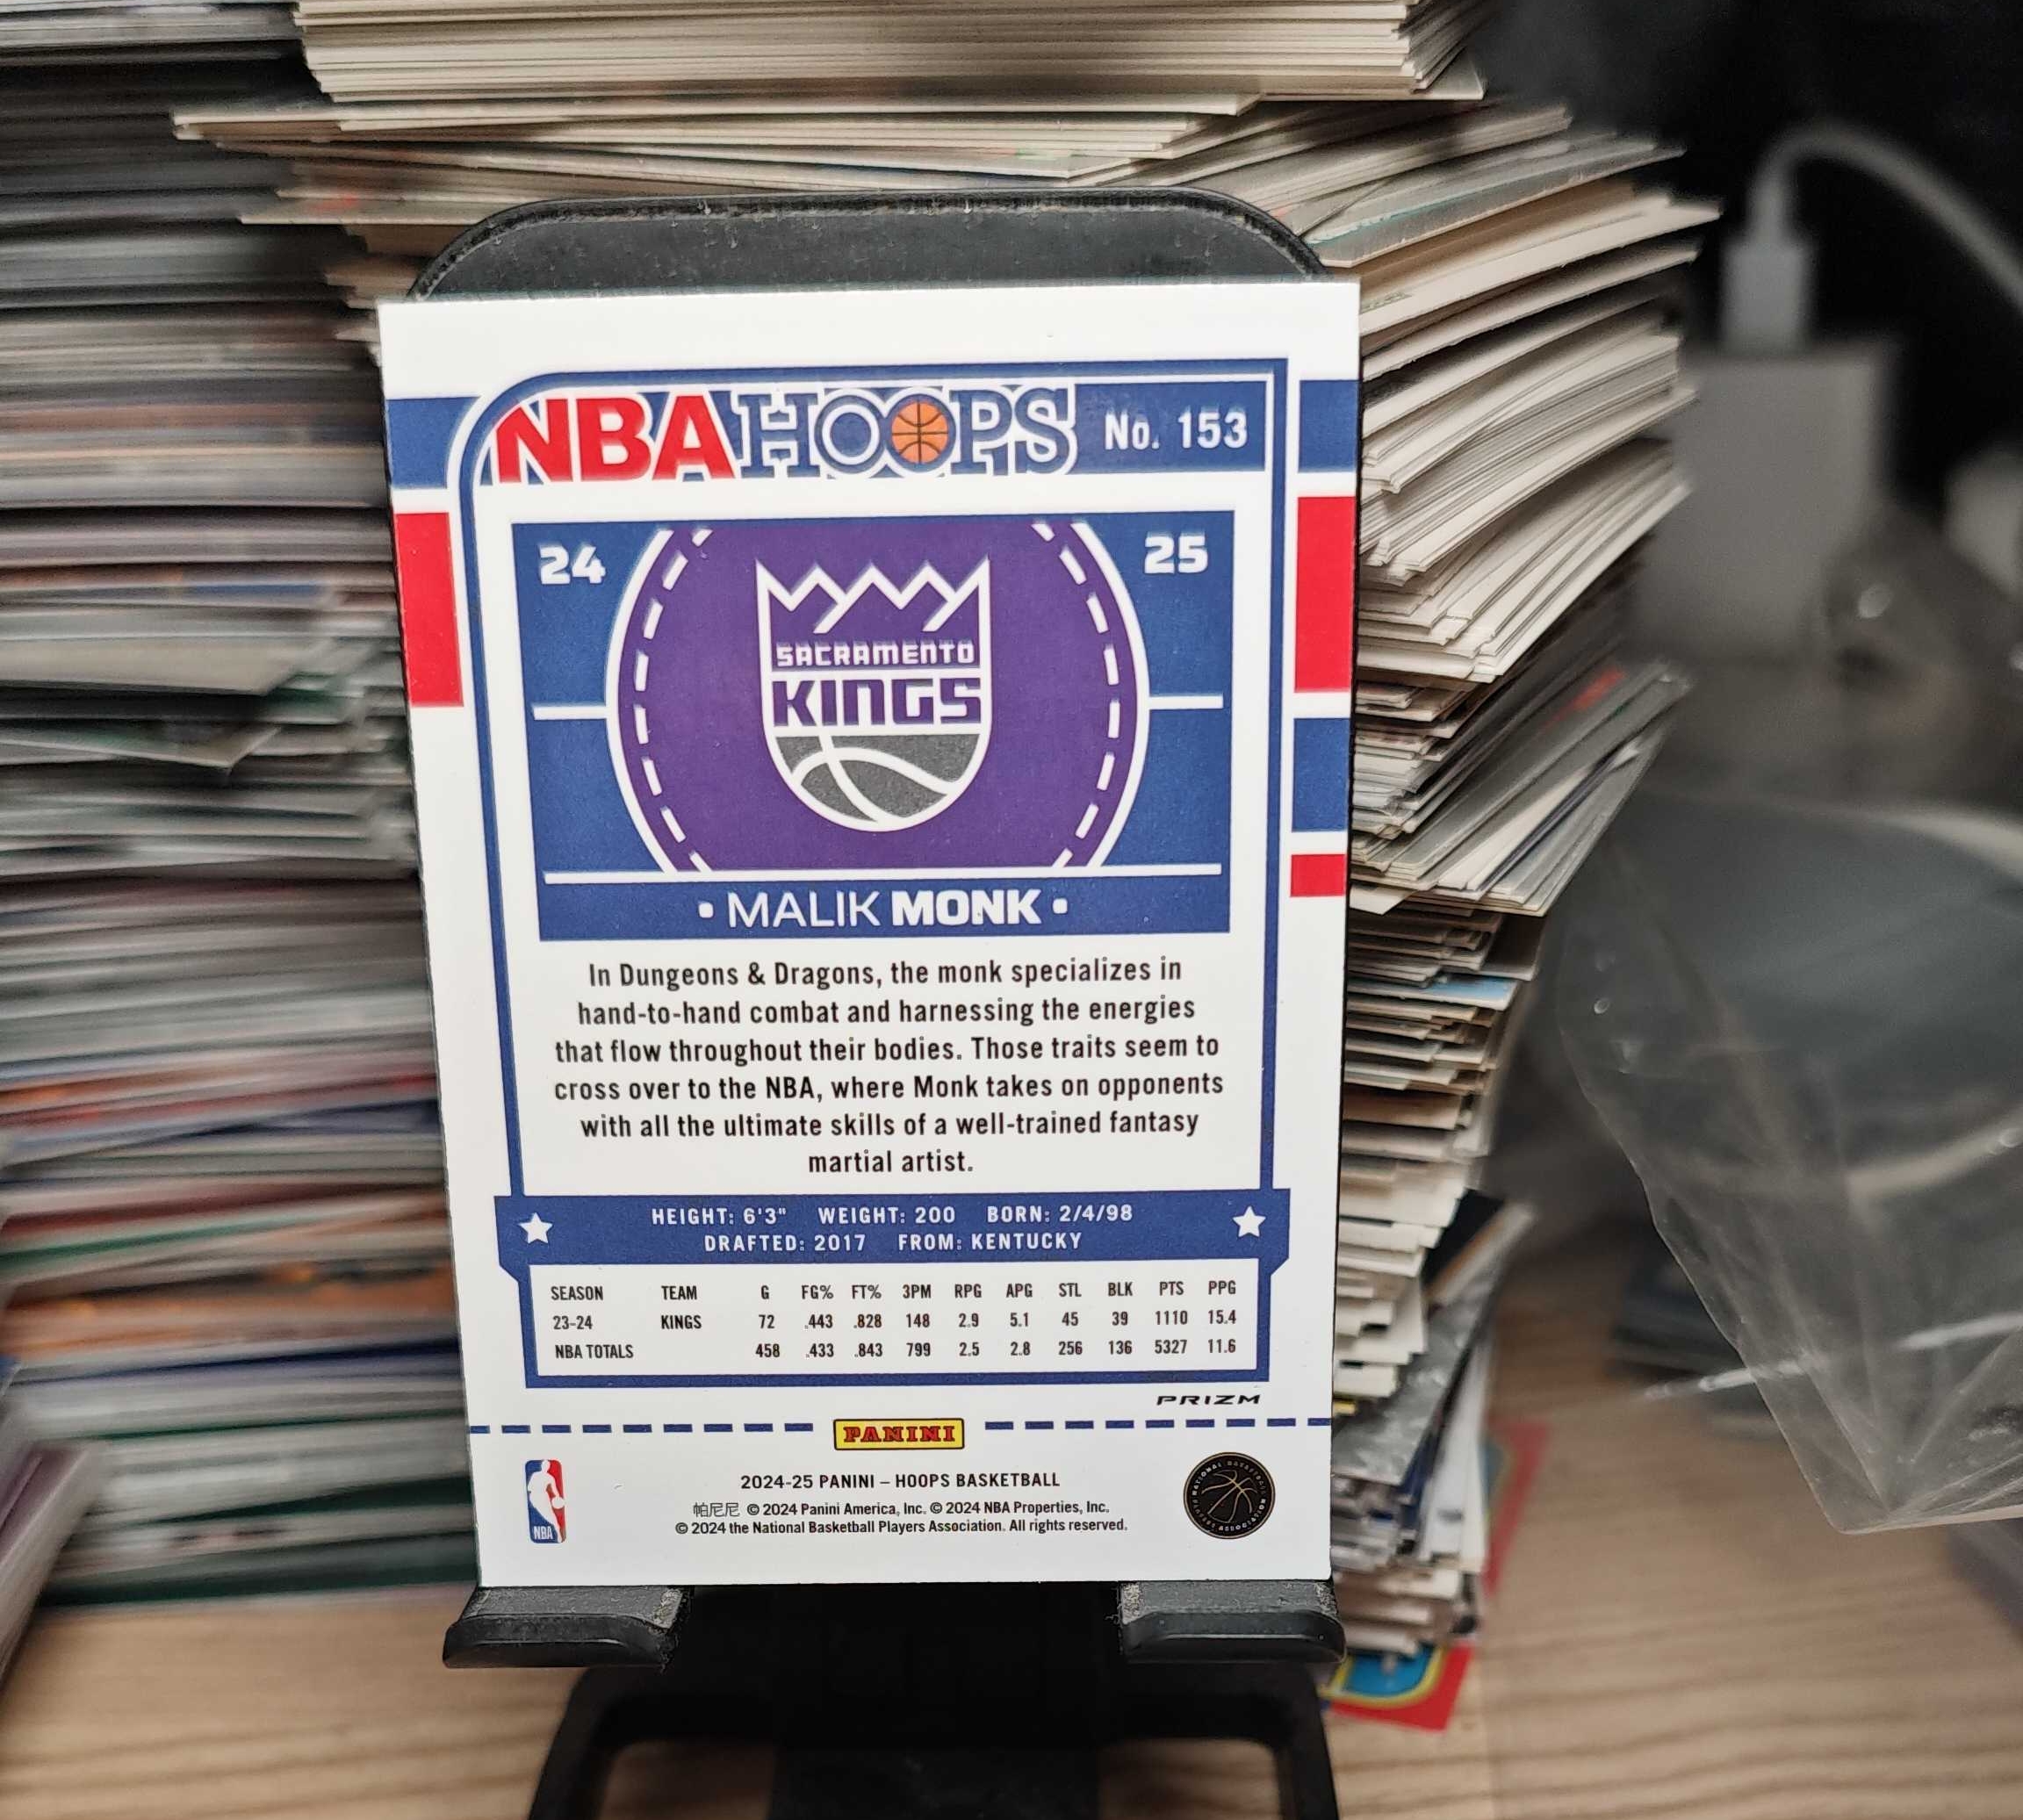 NBA HOOPS No. 153
24 25
SACRAMENTO
KINGS
• MALIK MONK •
In Dungeons & Dragons, the monk specializes in
hand-to-hand combat and harnessing the energies
that flow throughout their bodies. Those traits seem to
cross over to the NBA, where Monk takes on opponents
with all the ultimate skills of a well-trained fantasy
martial artist.
HEIGHT: 6'3" WEIGHT: 200 BORN: 2/4/98
DRAFTED: 2017 FROM: KENTUCKY
SEASON TEAM G FG% FT% 3PM RPG APG STL BLK PTS PPG
23-24 KINGS 72 .443 .828 148 2.9 5.1 45 39 1110 15.4
NBA TOTALS 458 .433 .843 799 2.5 2.8 256 136 5327 11.6
PRIZM
PANINI
2024-25 PANINI – HOOPS BASKETBALL
帕尼尼 © 2024 Panini America, Inc. © 2024 NBA Properties, Inc.
© 2024 the National Basketball Players Association. All rights reserved.
NBA
NATIONAL BASKETBALL PLAYERS ASSOCIATION